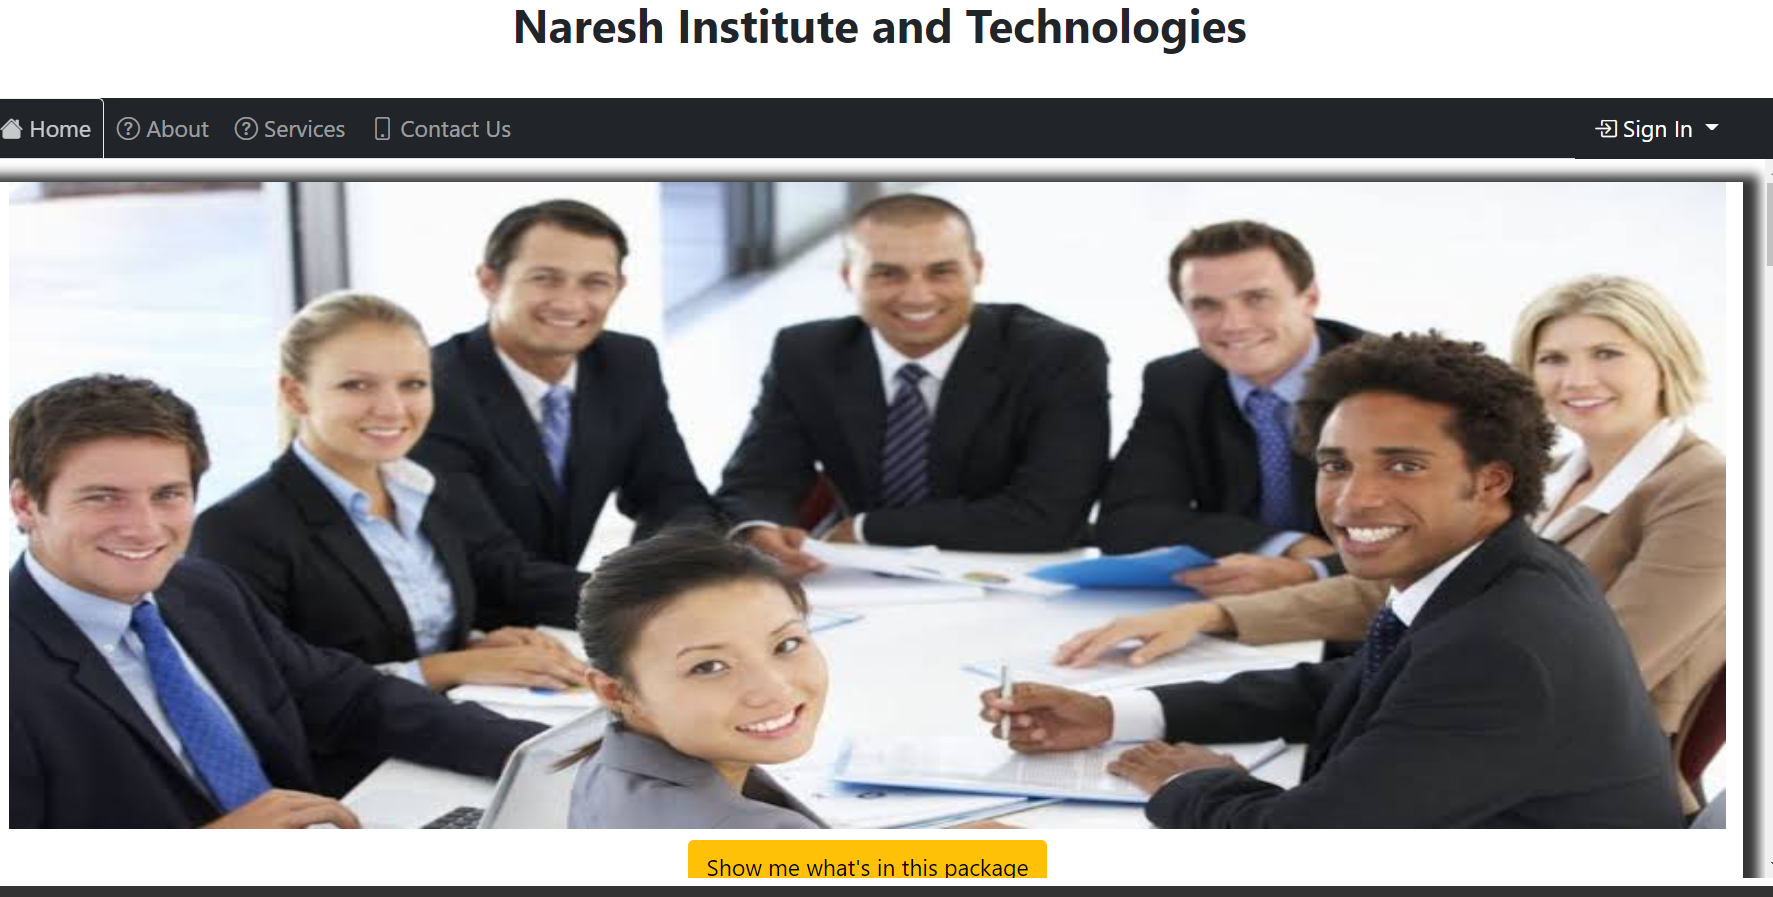 Naresh Institute and Technologies
Home About Services Contact Us Sign In
Show me what's in this package